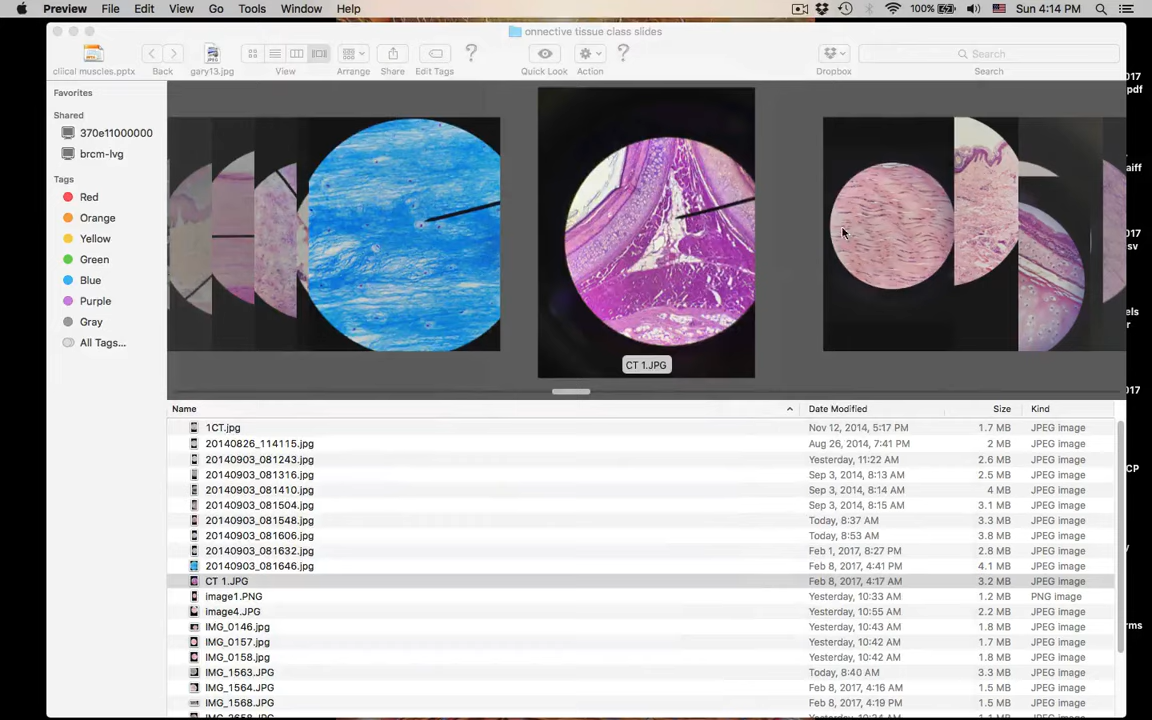 Preview File Edit View Go Tools Window Help 100% Sun 4:14 PM
onnective tissue class slides
cliical muscles.pptx Back gary13.jpg View Arrange Share Edit Tags Quick Look Action Dropbox Search
Search
Favorites
Shared
370e11000000
brcm-lvg
Tags
Red
Orange
Yellow
Green
Blue
Purple
Gray
All Tags...
CT 1.JPG
Name Date Modified Size Kind
1CT.jpg Nov 12, 2014, 5:17 PM 1.7 MB JPEG image
20140826_114115.jpg Aug 26, 2014, 7:41 PM 2 MB JPEG image
20140903_081243.jpg Yesterday, 11:22 AM 2.6 MB JPEG image
20140903_081316.jpg Sep 3, 2014, 8:13 AM 2.5 MB JPEG image
20140903_081410.jpg Sep 3, 2014, 8:14 AM 4 MB JPEG image
20140903_081504.jpg Sep 3, 2014, 8:15 AM 3.1 MB JPEG image
20140903_081548.jpg Today, 8:37 AM 3.3 MB JPEG image
20140903_081606.jpg Today, 8:53 AM 3.8 MB JPEG image
20140903_081632.jpg Feb 1, 2017, 8:27 PM 2.8 MB JPEG image
20140903_081646.jpg Feb 8, 2017, 4:41 PM 4.1 MB JPEG image
CT 1.JPG Feb 8, 2017, 4:17 AM 3.2 MB JPEG image
image1.PNG Yesterday, 10:33 AM 1.1 MB PNG image
image4.JPG Yesterday, 10:55 AM 2.2 MB JPEG image
IMG_0146.jpg Yesterday, 10:43 AM 1.8 MB JPEG image
IMG_0157.jpg Yesterday, 10:42 AM 1.7 MB JPEG image
IMG_0158.jpg Yesterday, 10:42 AM 1.8 MB JPEG image
IMG_1563.JPG Today, 8:40 AM 3.3 MB JPEG image
IMG_1564.JPG Feb 8, 2017, 4:16 AM 1.5 MB JPEG image
IMG_1568.JPG Feb 8, 2017, 4:19 PM 1.5 MB JPEG image
017
pdf
aiff
017
sv
els
r
017
CP
y
rms